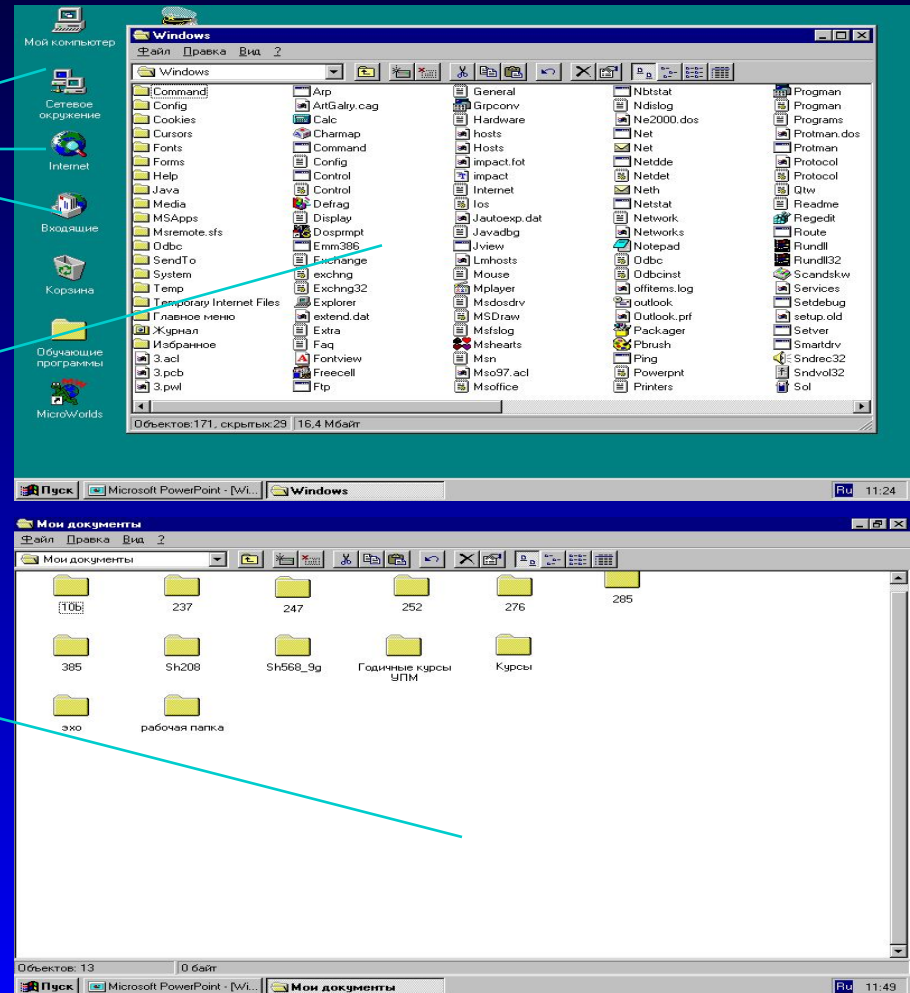 Мой компьютер
Сетевое
окружение
Internet
Входящие
Корзина
Обучающие
программы
MicroWorlds
Windows
Файл Правка Вид ?
Windows
Command
Config
Cookies
Cursors
Fonts
Forms
Help
Java
Media
MSApps
Msremote.sfs
Odbc
SendTo
System
Temp
Temporary Internet Files
Главное меню
Журнал
Избранное
3.acl
3.pcb
3.pwl
Arp
ArtGalry.cag
Calc
Charmap
Command
Config
Control
Control
Defrag
Display
Dosprmpt
Emm386
Exchange
exchng
Exchng32
Explorer
extend.dat
Extra
Faq
Fontview
Freecell
Ftp
General
Grpconv
Hardware
hosts
Hosts
impact.fot
impact
Internet
Ios
Jautoexp.dat
Javadbg
Jview
Lmhosts
Mouse
Mplayer
Msdosdrv
MSDraw
Msfslog
Mshearts
Msn
Mso97.acl
Msoffice
Nbtstat
Ndislog
Ne2000.dos
Net
Net
Netdde
Netdet
Neth
Netstat
Network
Networks
Notepad
Odbc
Odbcinst
offitems.log
outlook
Outlook.prf
Packager
Pbrush
Ping
Powerpnt
Printers
Progman
Progman
Programs
Protman.dos
Protman
Protocol
Protocol
Qtw
Readme
Regedit
Route
Rundll
Rundll32
Scandskw
Services
Setdebug
setup.old
Setver
Smartdrv
Sndrec32
Sndvol32
Sol
Объектов:171, скрытых:29 16,4 Мбайт
Пуск Microsoft PowerPoint - [Wi... Windows Ru 11:24
Мои документы
Файл Правка Вид ?
Мои документы
10b 237 247 252 276 285
385 Sh208 Sh568_9g Годичные курсы Курсы
УПМ
эхо рабочая папка
Объектов: 13 0 байт
Пуск Microsoft PowerPoint - [Wi... Мои документы Ru 11:49